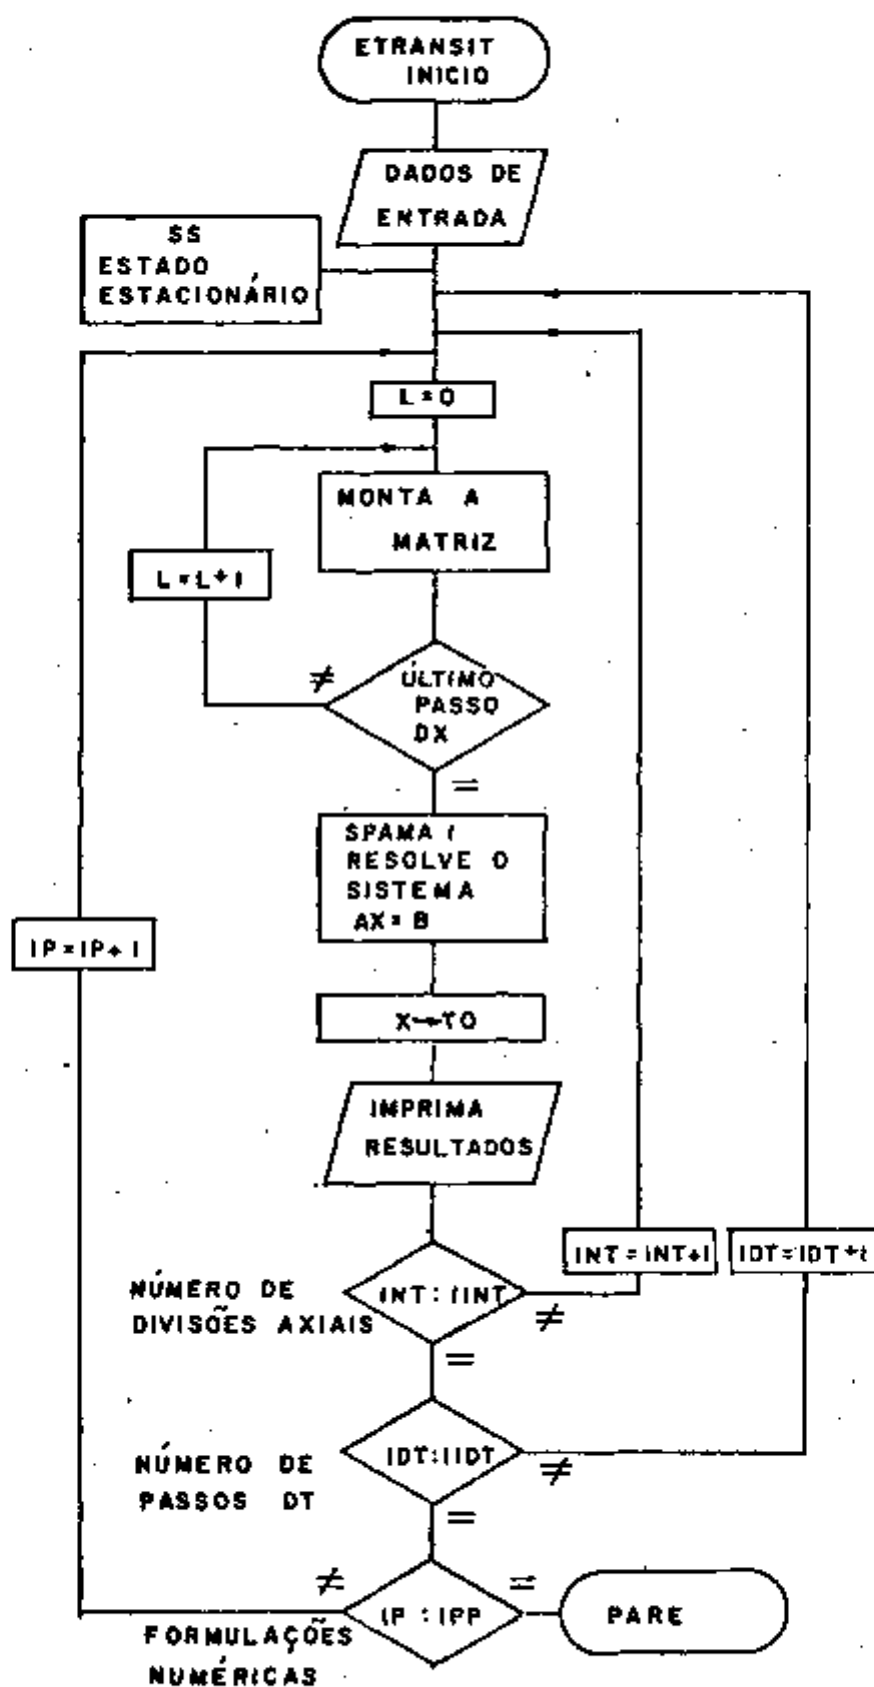 ETRANSIT
INICIO
DADOS DE
ENTRADA
SS
ESTADO
ESTACIONÁRIO
L=0
MONTA A
MATRIZ
L=L+1
≠
ÚLTIMO
PASSO
DX
=
SPAMA 1
RESOLVE O
SISTEMA
AX=B
IP=IP+1
X→TO
IMPRIMA
RESULTADOS
INT=INT+1
IDT=IDT+1
NÚMERO DE
DIVISÕES AXIAIS
INT:IINT
≠
=
NÚMERO DE
PASSOS DT
IDT:IIDT
≠
=
≠
IP:IPP
=
PARE
FORMULAÇÕES
NUMÉRICAS